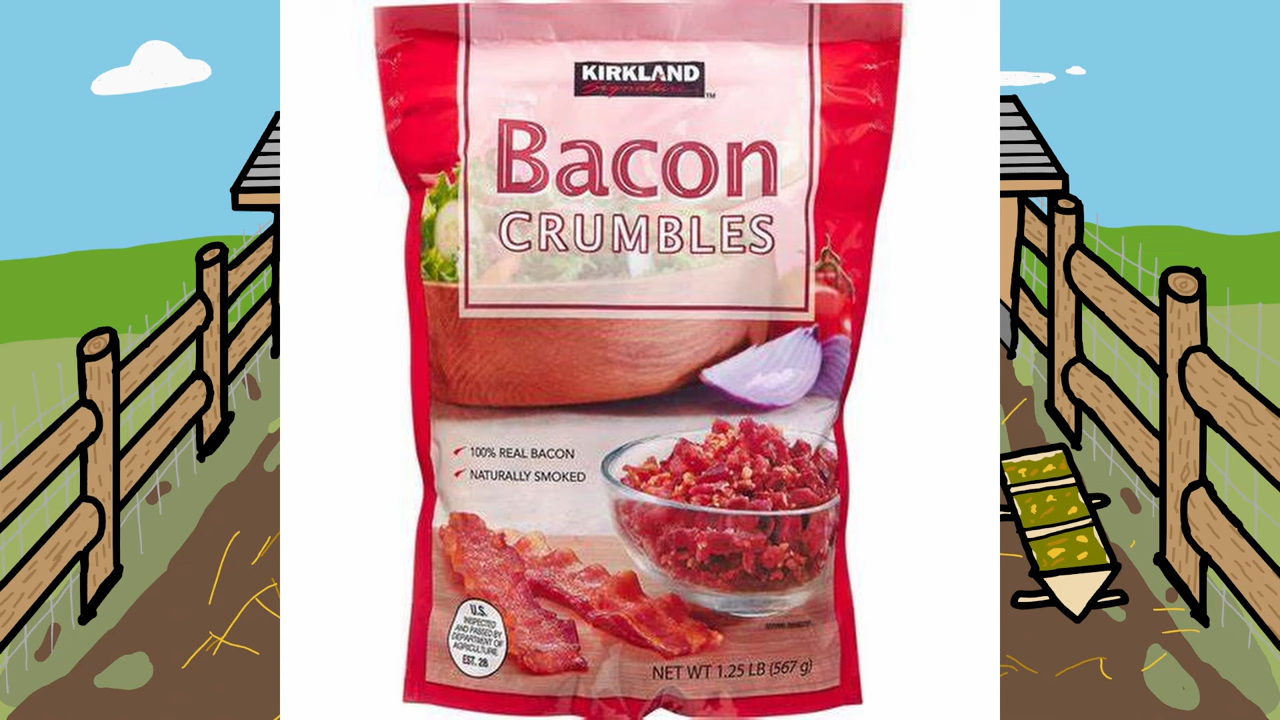 KIRKLAND
Signature™
Bacon
CRUMBLES
100% REAL BACON
NATURALLY SMOKED
U.S.
INSPECTED
AND PASSED BY
DEPARTMENT OF
AGRICULTURE
EST. 28
NET WT 1.25 LB (567 g)